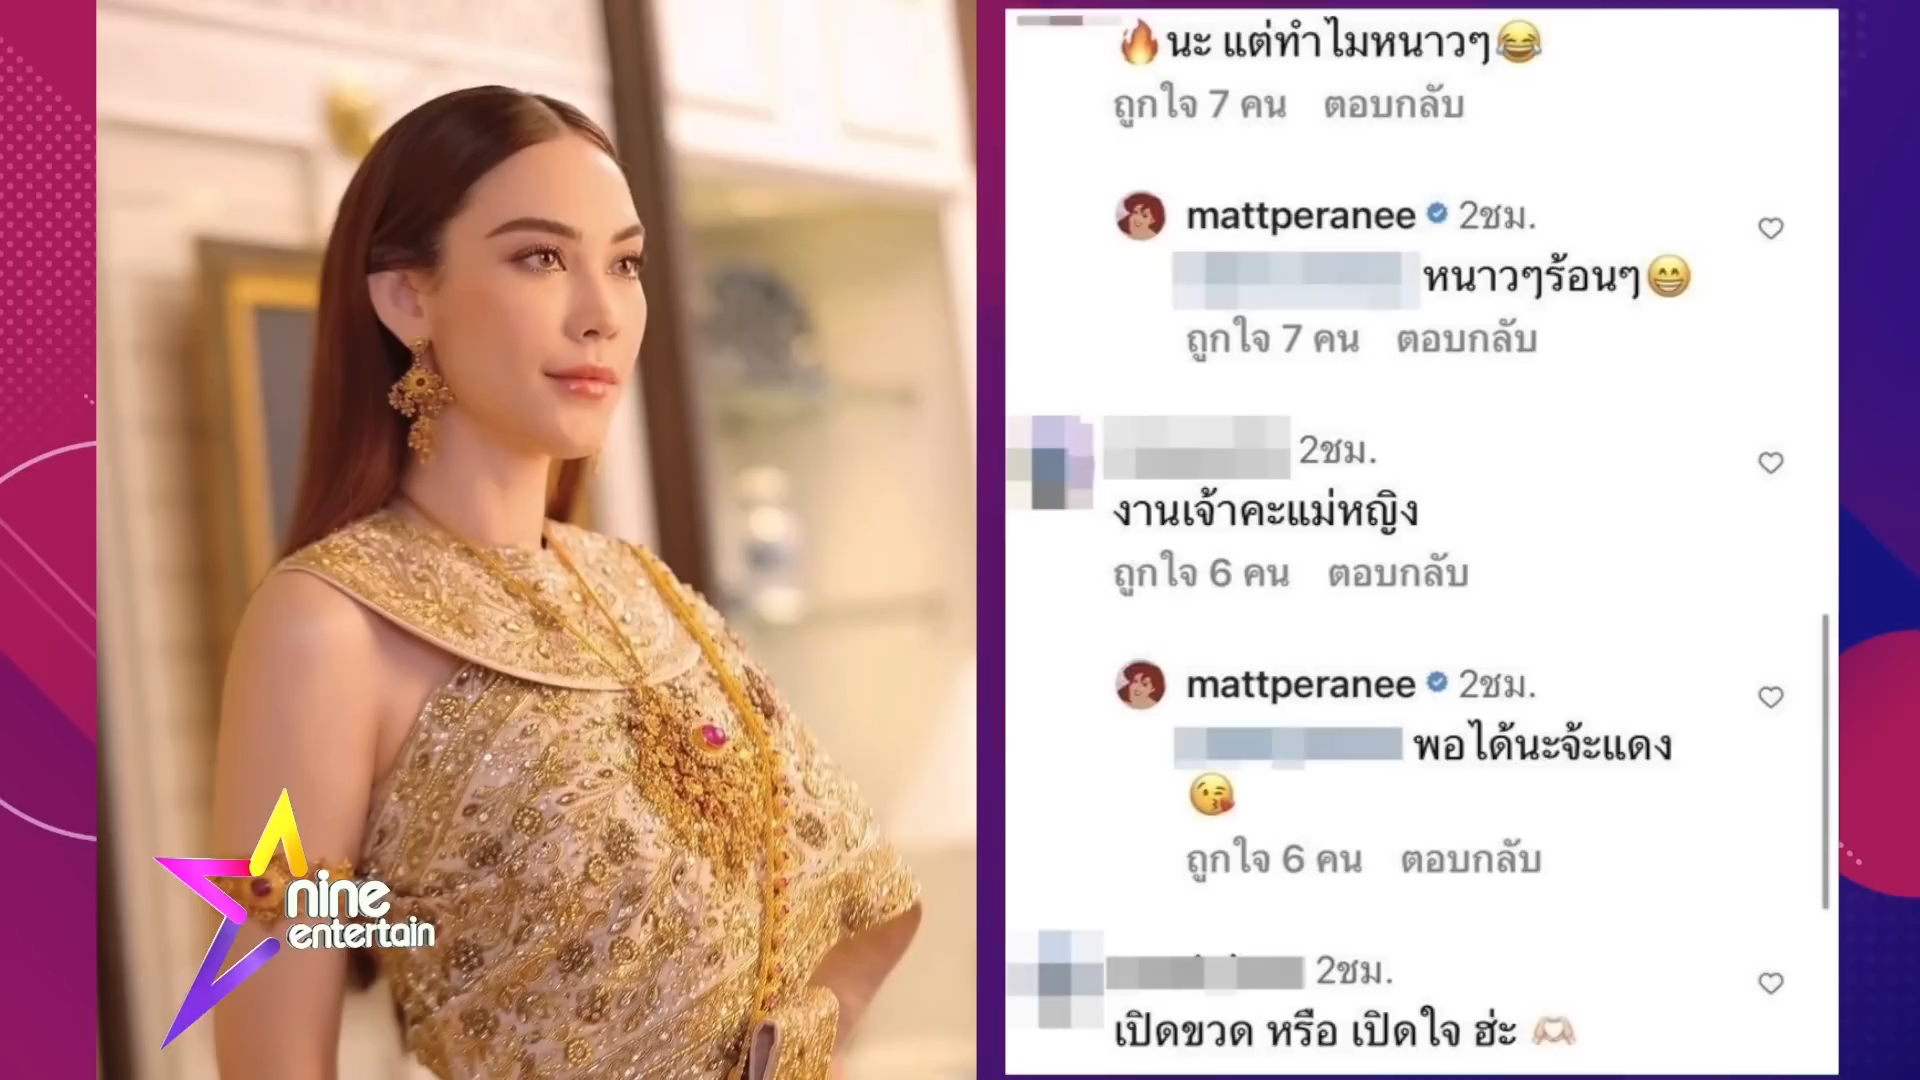 🔥นะ แต่ทำไมหนาวๆ😂
ถูกใจ 7 คน ตอบกลับ
mattperanee 2ชม.
หนาวๆร้อนๆ😁
ถูกใจ 7 คน ตอบกลับ
2ชม.
งานเจ้าคะแม่หญิง
ถูกใจ 6 คน ตอบกลับ
mattperanee 2ชม.
พอได้นะจ้ะแดง
😘
ถูกใจ 6 คน ตอบกลับ
2ชม.
เปิดขวด หรือ เปิดใจ ฮ่ะ 🫶🏻
nine
entertain